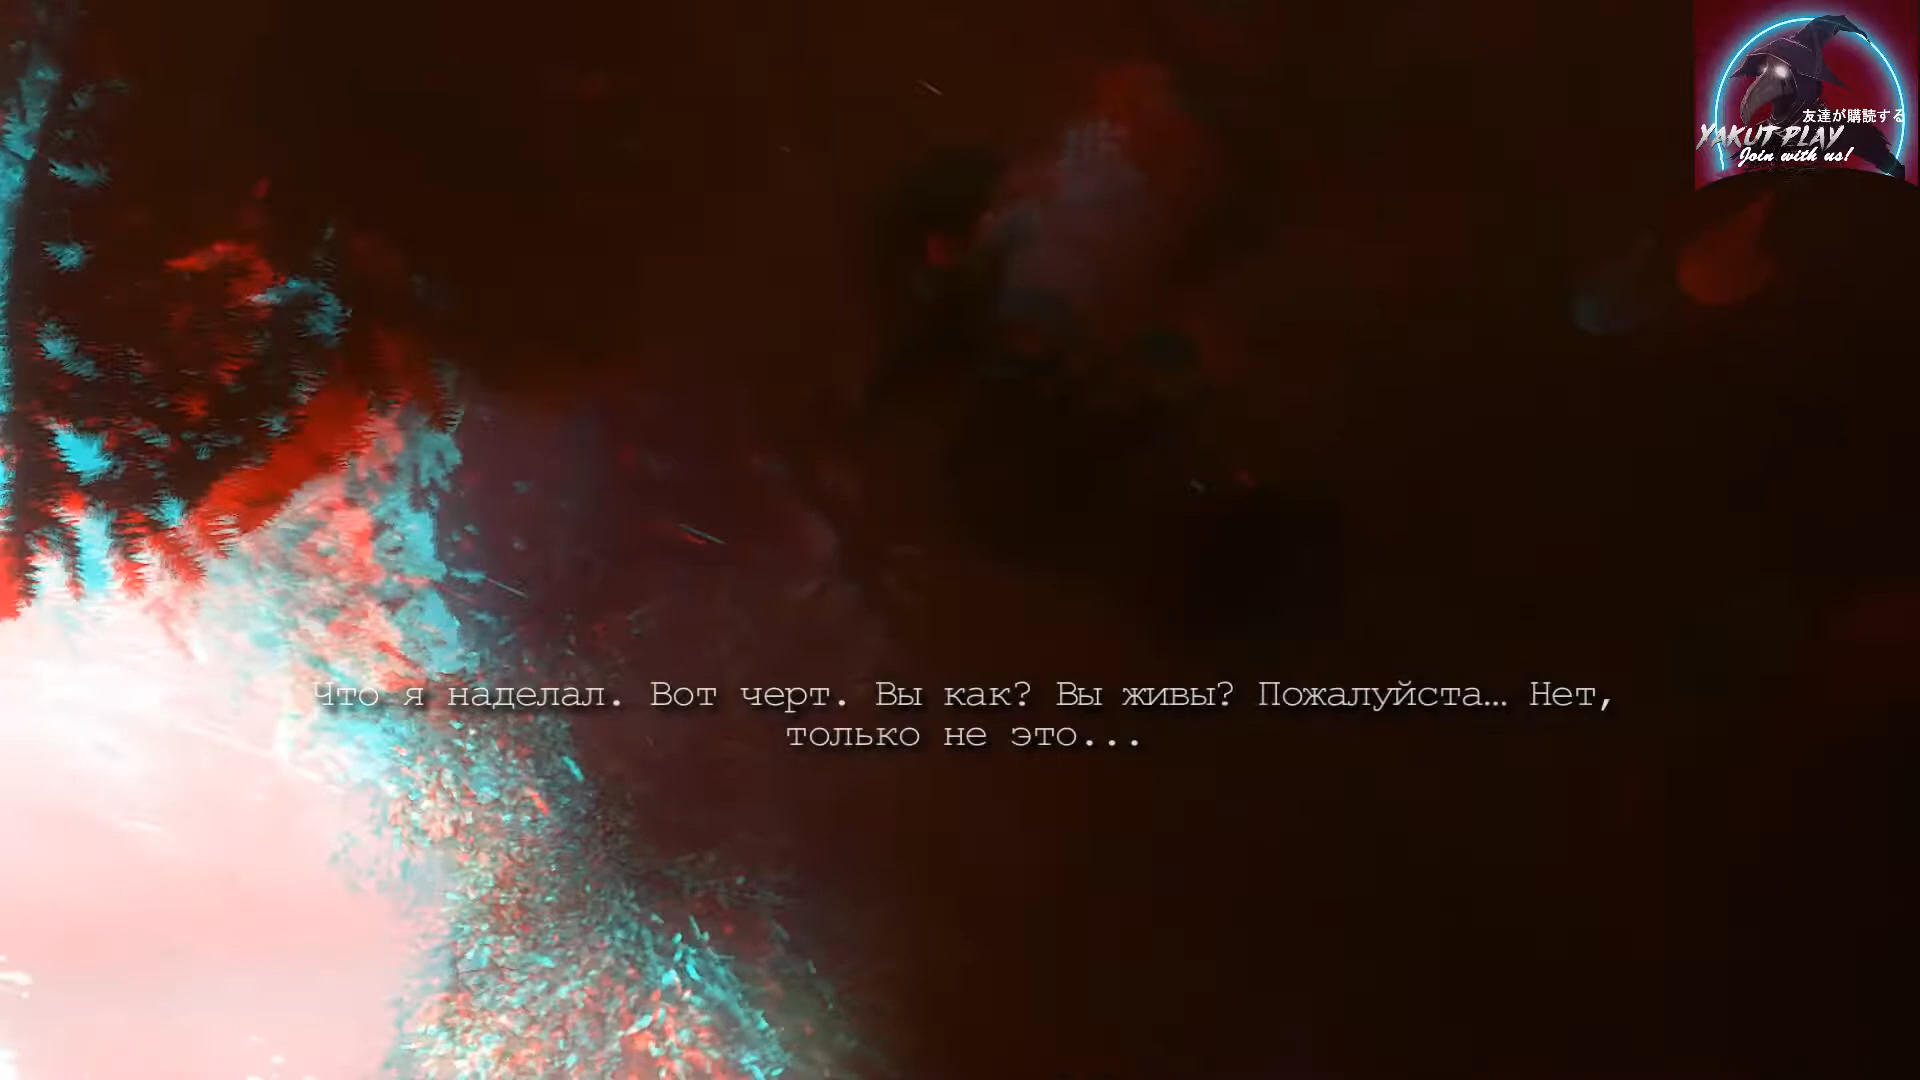 友達が購読する
YAKUT PLAY
Join with us!
Что я наделал. Вот черт. Вы как? Вы живы? Пожалуйста… Нет,
только не это...